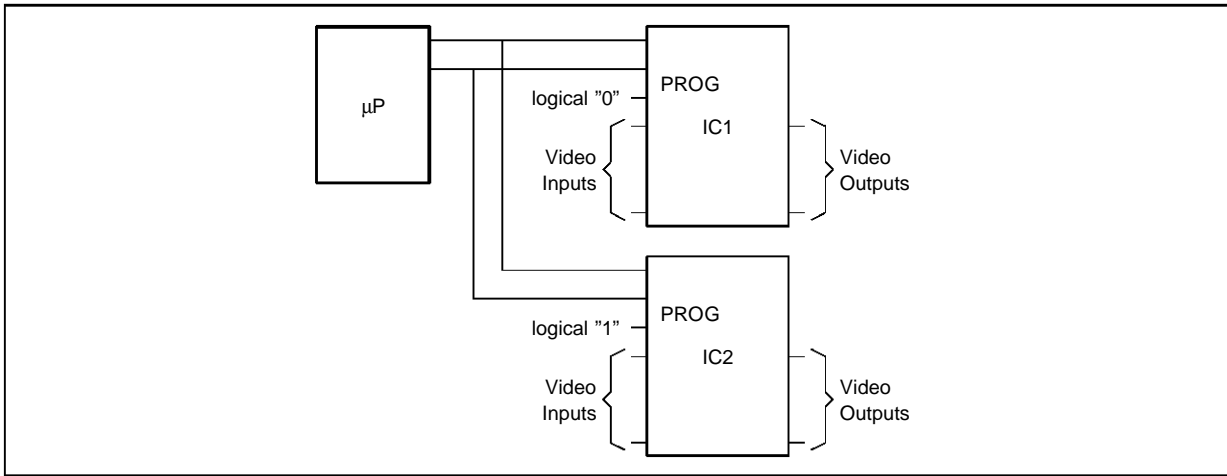 μP
PROG
logical ”0”
IC1
Video
Inputs
Video
Outputs
PROG
logical ”1”
IC2
Video
Inputs
Video
Outputs